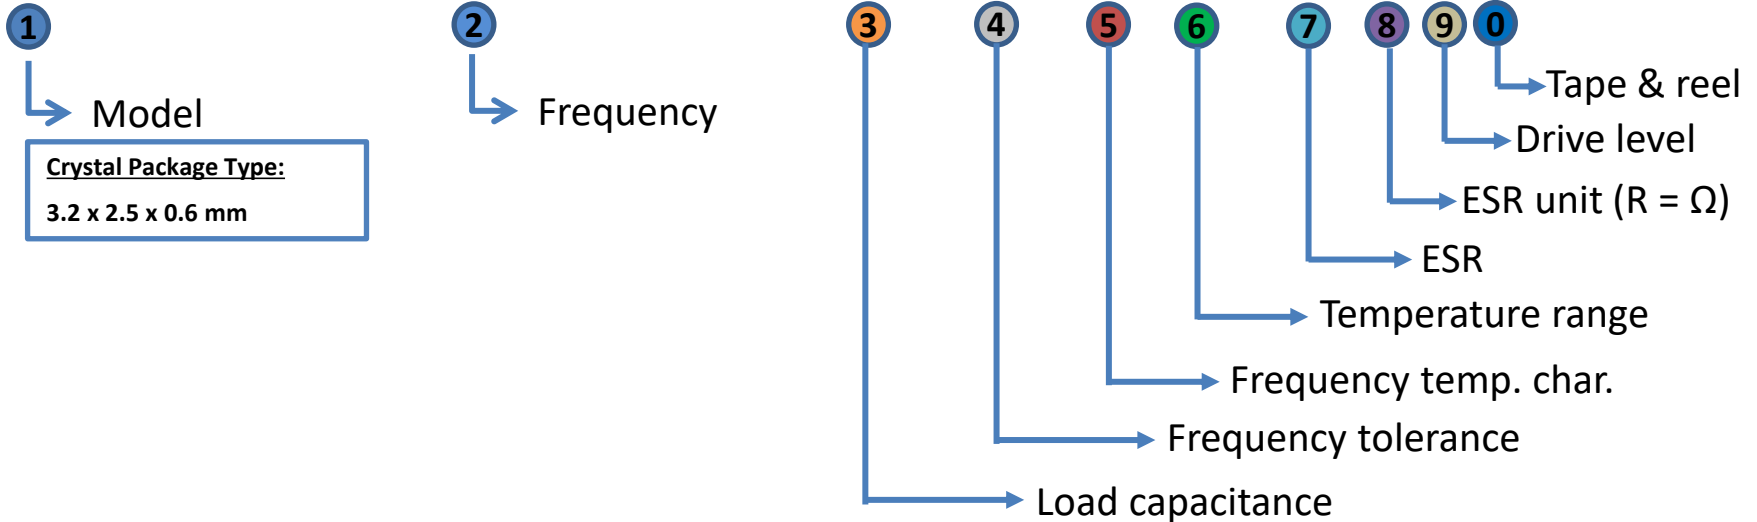 1 2 3 4 5 6 7 8 9 0
Tape & reel
Model
Frequency
Drive level
Crystal Package Type:
3.2 x 2.5 x 0.6 mm
ESR unit (R = Ω)
ESR
Temperature range
Frequency temp. char.
Frequency tolerance
Load capacitance